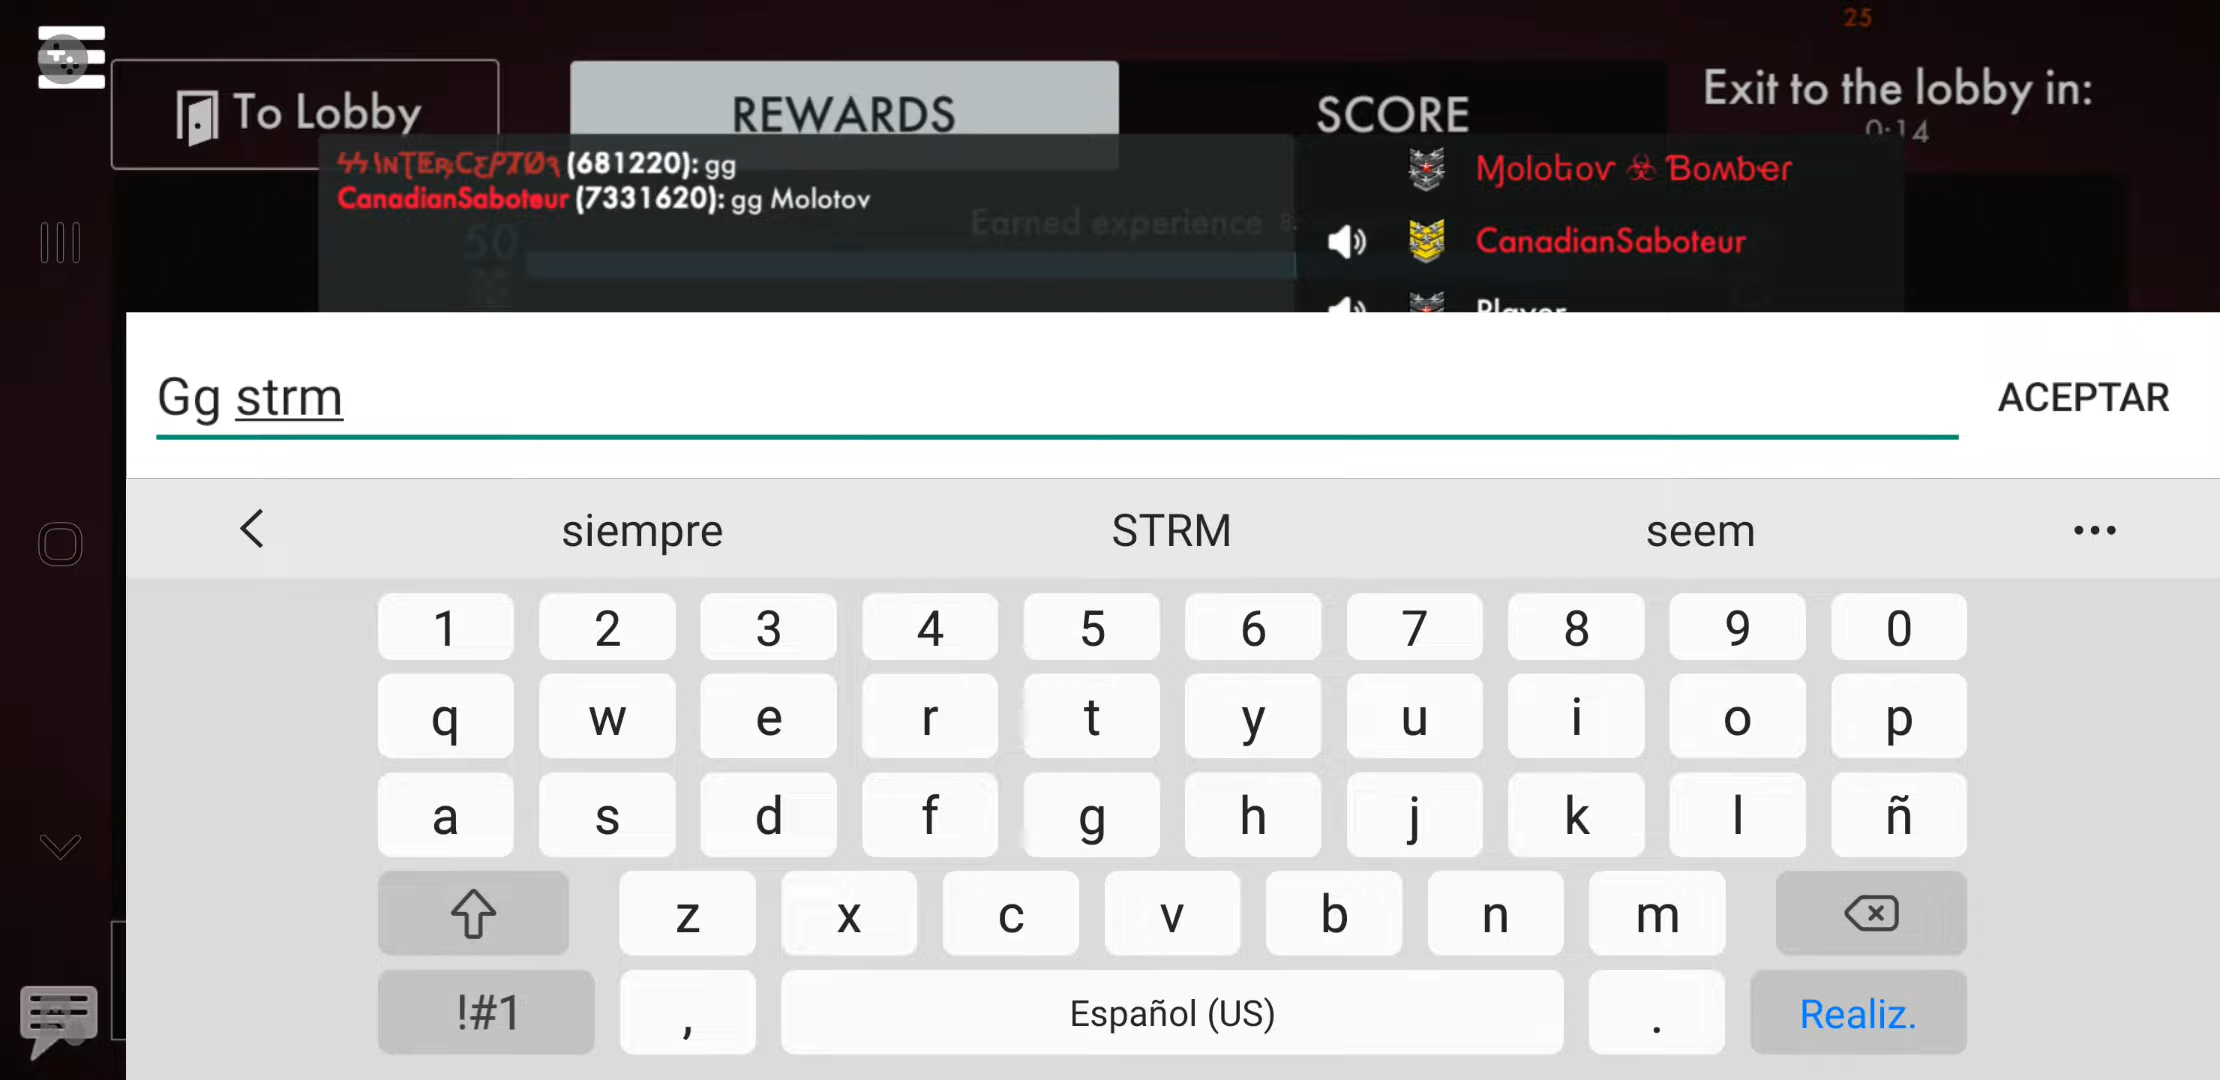 25
To Lobby
REWARDS
SCORE
Exit to the lobby in:
0:14
(681220): gg
CanadianSaboteur (7331620): gg Molotov
Molotov ☣ Bomber
50
Earned experience
CanadianSaboteur
Player
Gg strm
ACEPTAR
siempre STRM seem
1 2 3 4 5 6 7 8 9 0
q w e r t y u i o p
a s d f g h j k l ñ
z x c v b n m
!#1 , Español (US) . Realiz.